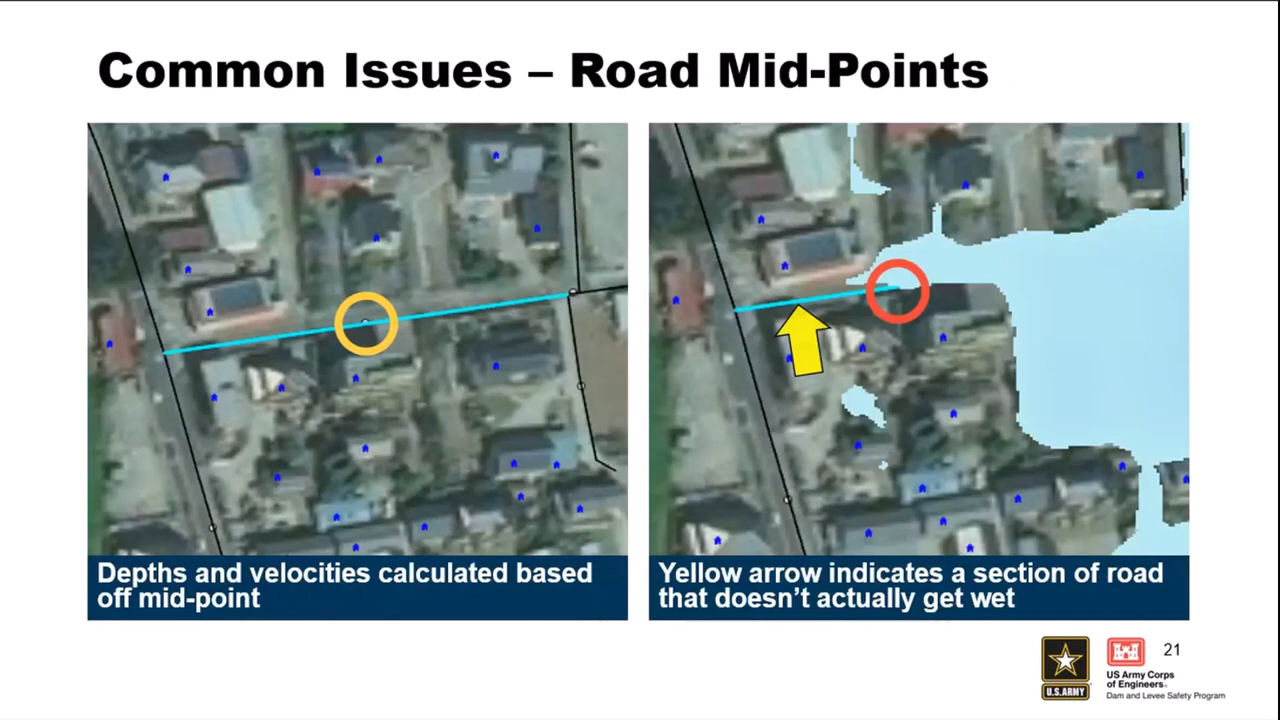 Common Issues – Road Mid-Points
Depths and velocities calculated based
off mid-point
Yellow arrow indicates a section of road
that doesn't actually get wet
U.S.ARMY
US Army Corps
of Engineers®
Dam and Levee Safety Program
21